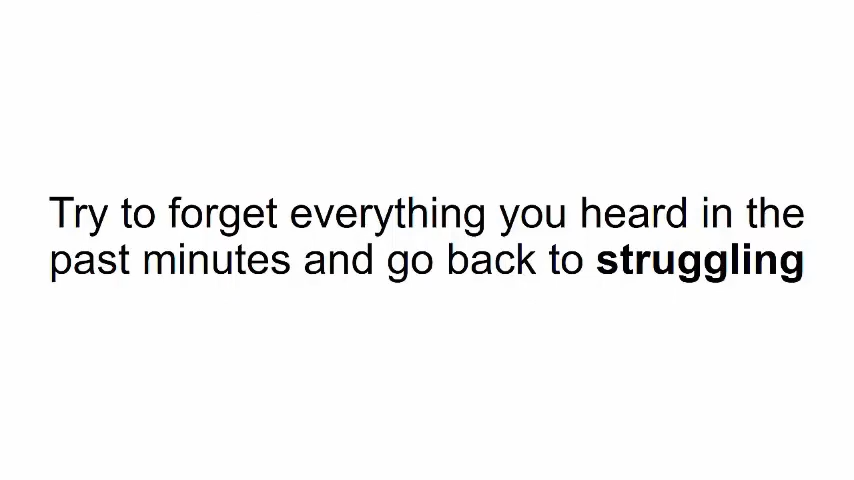 Try to forget everything you heard in the
past minutes and go back to struggling